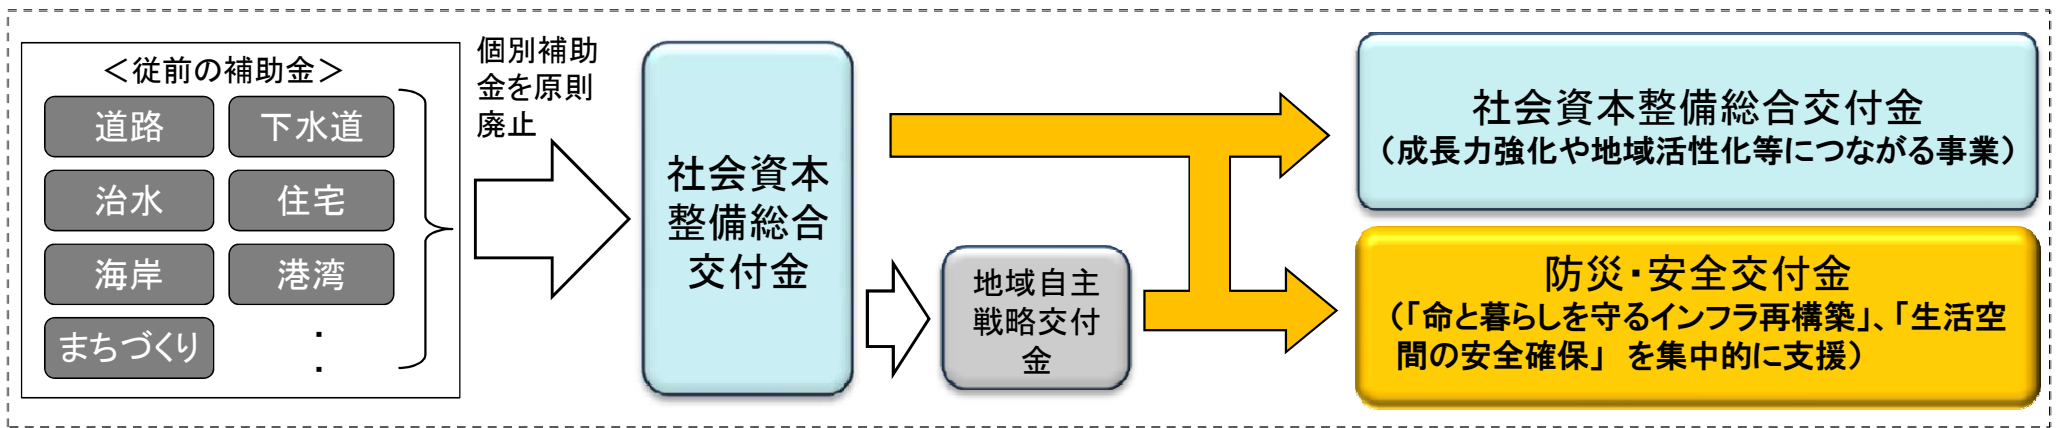 ＜従前の補助金＞
道路
下水道
治水
住宅
海岸
港湾
まちづくり
・
・
個別補助
金を原則
廃止
社会資本
整備総合
交付金
地域自主
戦略交付
金
社会資本整備総合交付金
（成長力強化や地域活性化等につながる事業）
防災・安全交付金
（「命と暮らしを守るインフラ再構築」、「生活空
間の安全確保」 を集中的に支援）